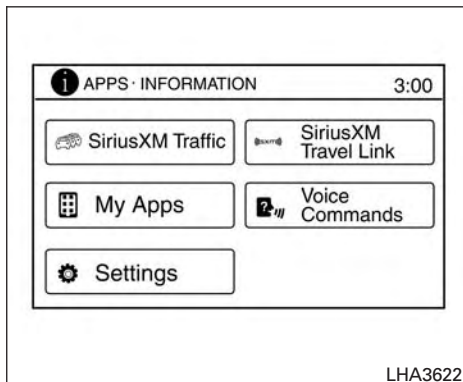 i APPS · INFORMATION 3:00
SiriusXM Traffic
SiriusXM
Travel Link
My Apps
Voice
Commands
Settings
LHA3622